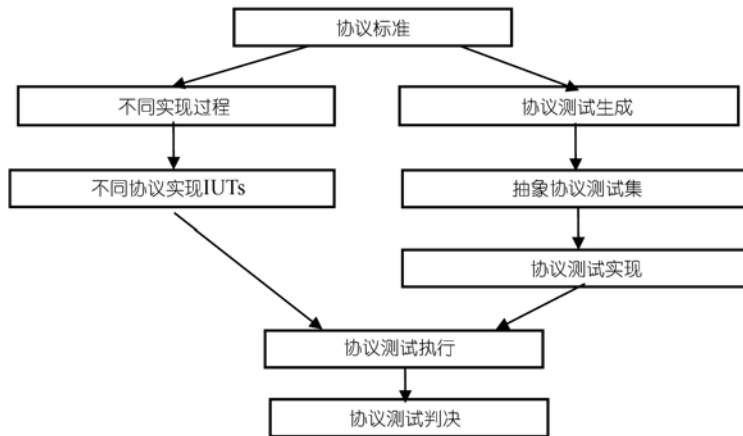 协议标准
不同实现过程
协议测试生成
不同协议实现IUTs
抽象协议测试集
协议测试实现
协议测试执行
协议测试判决